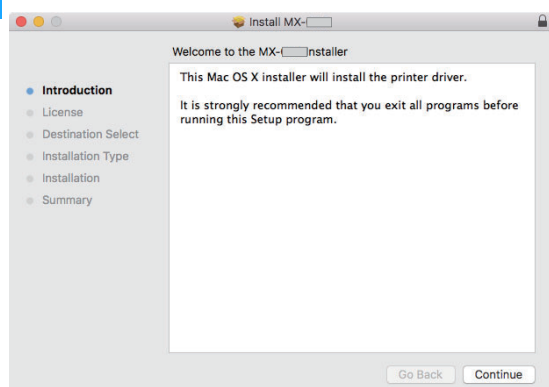 Install MX-
Welcome to the MX- nstaller
Introduction
License
Destination Select
Installation Type
Installation
Summary
This Mac OS X installer will install the printer driver.
It is strongly recommended that you exit all programs before
running this Setup program.
Go Back
Continue